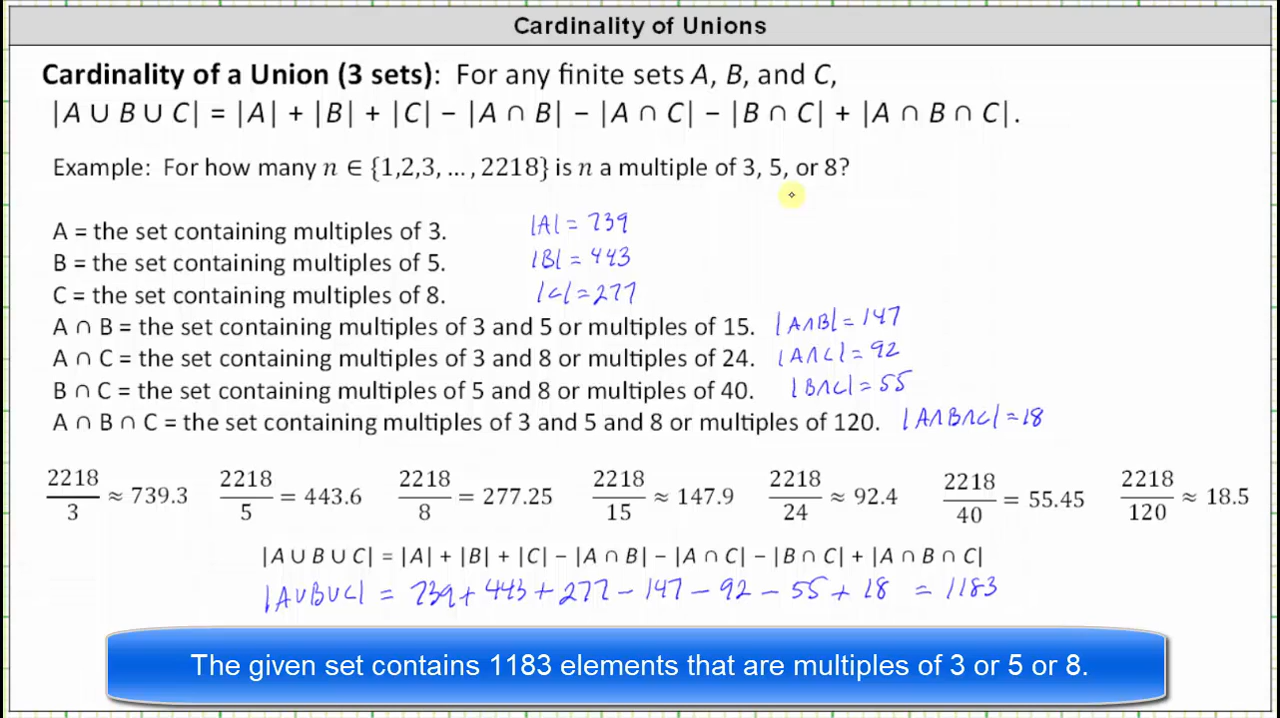 Cardinality of Unions
Cardinality of a Union (3 sets): For any finite sets A, B, and C,
|A ∪ B ∪ C| = |A| + |B| + |C| − |A ∩ B| − |A ∩ C| − |B ∩ C| + |A ∩ B ∩ C|.
Example: For how many n ∈ {1,2,3, … , 2218} is n a multiple of 3, 5, or 8?
A = the set containing multiples of 3. |A| = 739
B = the set containing multiples of 5. |B| = 443
C = the set containing multiples of 8. |C| = 277
A ∩ B = the set containing multiples of 3 and 5 or multiples of 15. |A∩B| = 147
A ∩ C = the set containing multiples of 3 and 8 or multiples of 24. |A∩C| = 92
B ∩ C = the set containing multiples of 5 and 8 or multiples of 40. |B∩C| = 55
A ∩ B ∩ C = the set containing multiples of 3 and 5 and 8 or multiples of 120. |A∩B∩C| = 18
2218/3 ≈ 739.3 2218/5 = 443.6 2218/8 = 277.25 2218/15 ≈ 147.9 2218/24 ≈ 92.4 2218/40 = 55.45 2218/120 ≈ 18.5
|A ∪ B ∪ C| = |A| + |B| + |C| − |A ∩ B| − |A ∩ C| − |B ∩ C| + |A ∩ B ∩ C|
|A∪B∪C| = 739 + 443 + 277 − 147 − 92 − 55 + 18 = 1183
The given set contains 1183 elements that are multiples of 3 or 5 or 8.